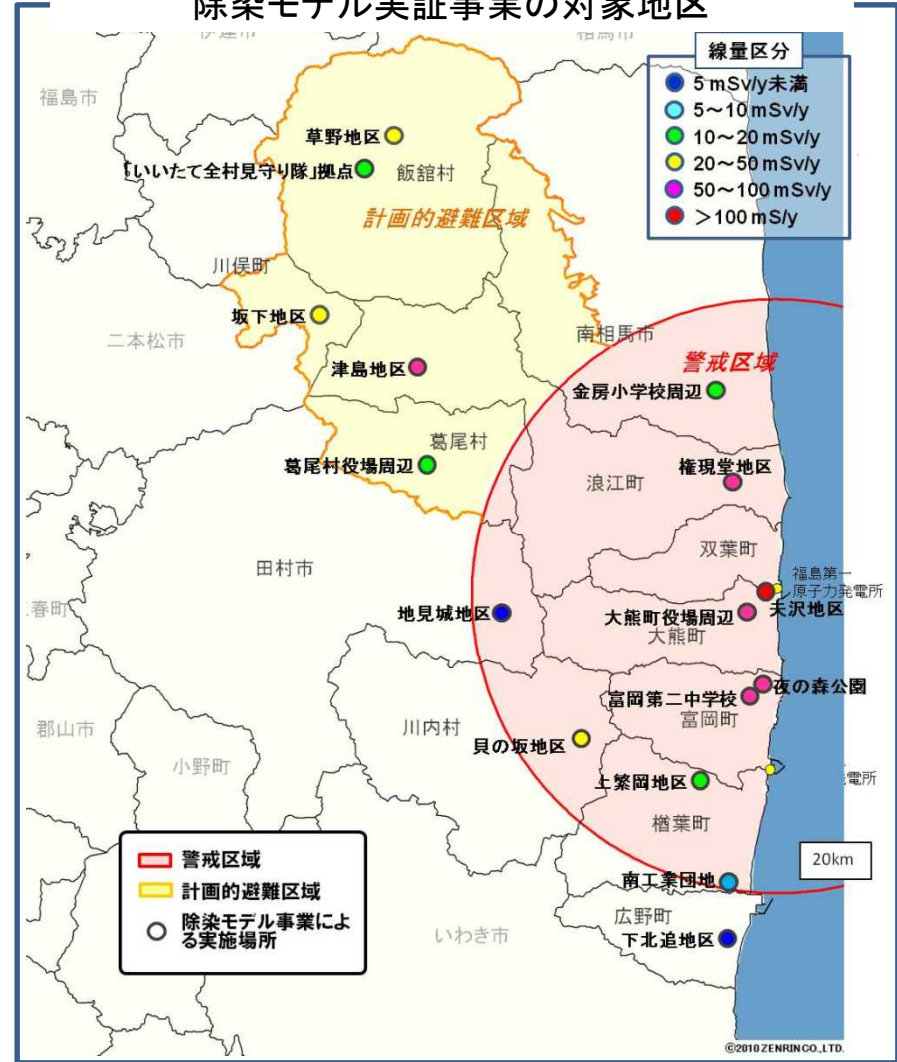 除染モデル実証事業の対象地区
伊達市
相馬市
線量区分
5 mSv/y未満
5～10 mSv/y
10～20 mSv/y
20～50 mSv/y
50～100 mSv/y
＞100 mS/y
福島市
草野地区
「いいたて全村見守り隊」拠点
飯舘村
計画的避難区域
川俣町
坂下地区
二本松市
南相馬市
津島地区
警戒区域
金房小学校周辺
葛尾村
葛尾村役場周辺
権現堂地区
浪江町
双葉町
田村市
福島第一
原子力発電所
春町
地見城地区
大熊町役場周辺
夫沢地区
大熊町
夜の森公園
富岡第二中学校
富岡町
郡山市
川内村
貝の坂地区
小野町
上繁岡地区
電所
楢葉町
警戒区域
計画的避難区域
除染モデル事業によ
る実施場所
20km
南工業団地
広野町
いわき市
下北迫地区
©2010 ZENRIN CO., LTD.